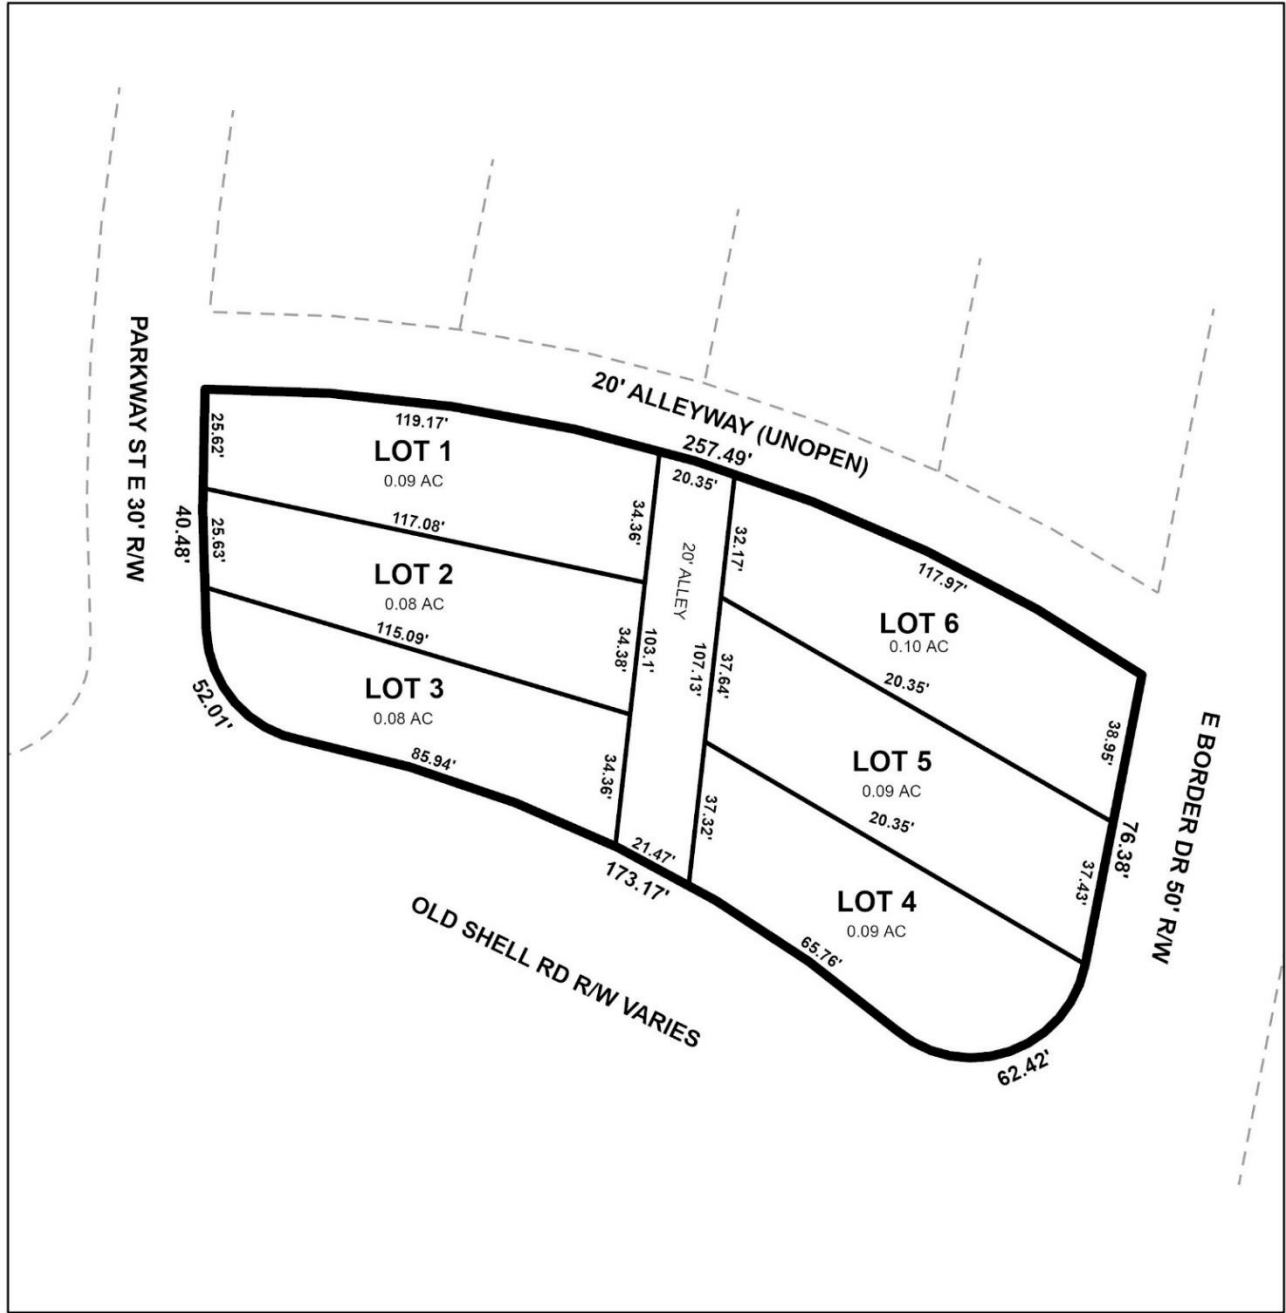 20' ALLEYWAY (UNOPEN)
257.49'
PARKWAY ST E 30' R/W
25.62'
119.17'
LOT 1
0.09 AC
20.35'
34.36'
117.08'
40.48'
25.63'
LOT 2
0.08 AC
20' ALLEY
32.17'
117.97'
LOT 6
0.10 AC
115.09'
34.38'
103.1'
107.13'
37.64'
20.35'
LOT 3
0.08 AC
52.01'
85.94'
34.36'
38.95'
E BORDER DR 50' R/W
LOT 5
0.09 AC
20.35'
37.32'
76.38'
37.43'
21.47'
173.17'
LOT 4
0.09 AC
65.76'
OLD SHELL RD R/W VARIES
62.42'